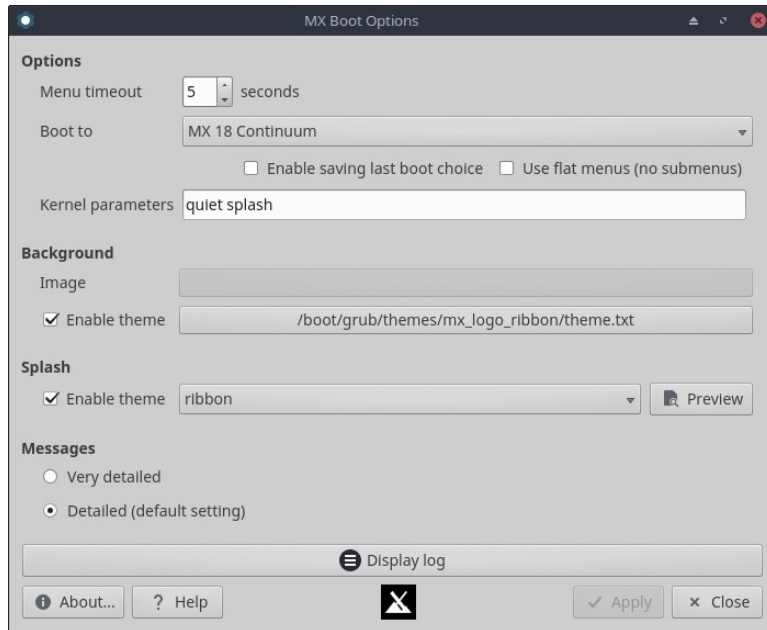 MX Boot Options
Options
Menu timeout 5 seconds
Boot to MX 18 Continuum
Enable saving last boot choice Use flat menus (no submenus)
Kernel parameters quiet splash
Background
Image
Enable theme /boot/grub/themes/mx_logo_ribbon/theme.txt
Splash
Enable theme ribbon Preview
Messages
Very detailed
Detailed (default setting)
Display log
About... ? Help Apply Close